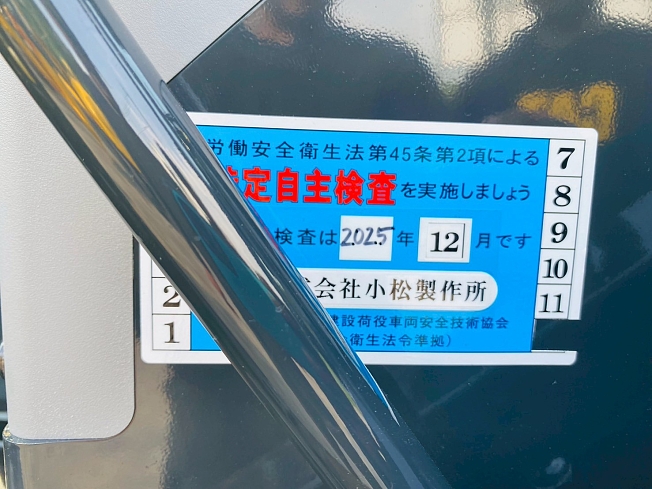 労働安全衛生法第45条第2項による
定自主検査を実施しましょう
検査は2025年 12 月です
会社小松製作所
建設荷役車両安全技術協会
衛生法令準拠）
7
8
9
10
11
2
1